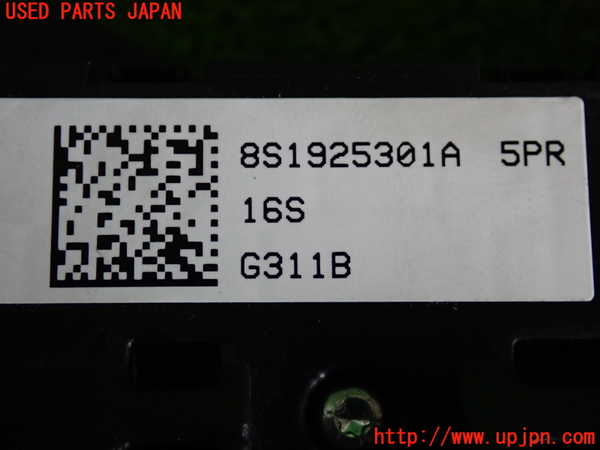 USED PARTS JAPAN
8S1925301A 5PR
16S
G311B
http://www.upjpn.com/